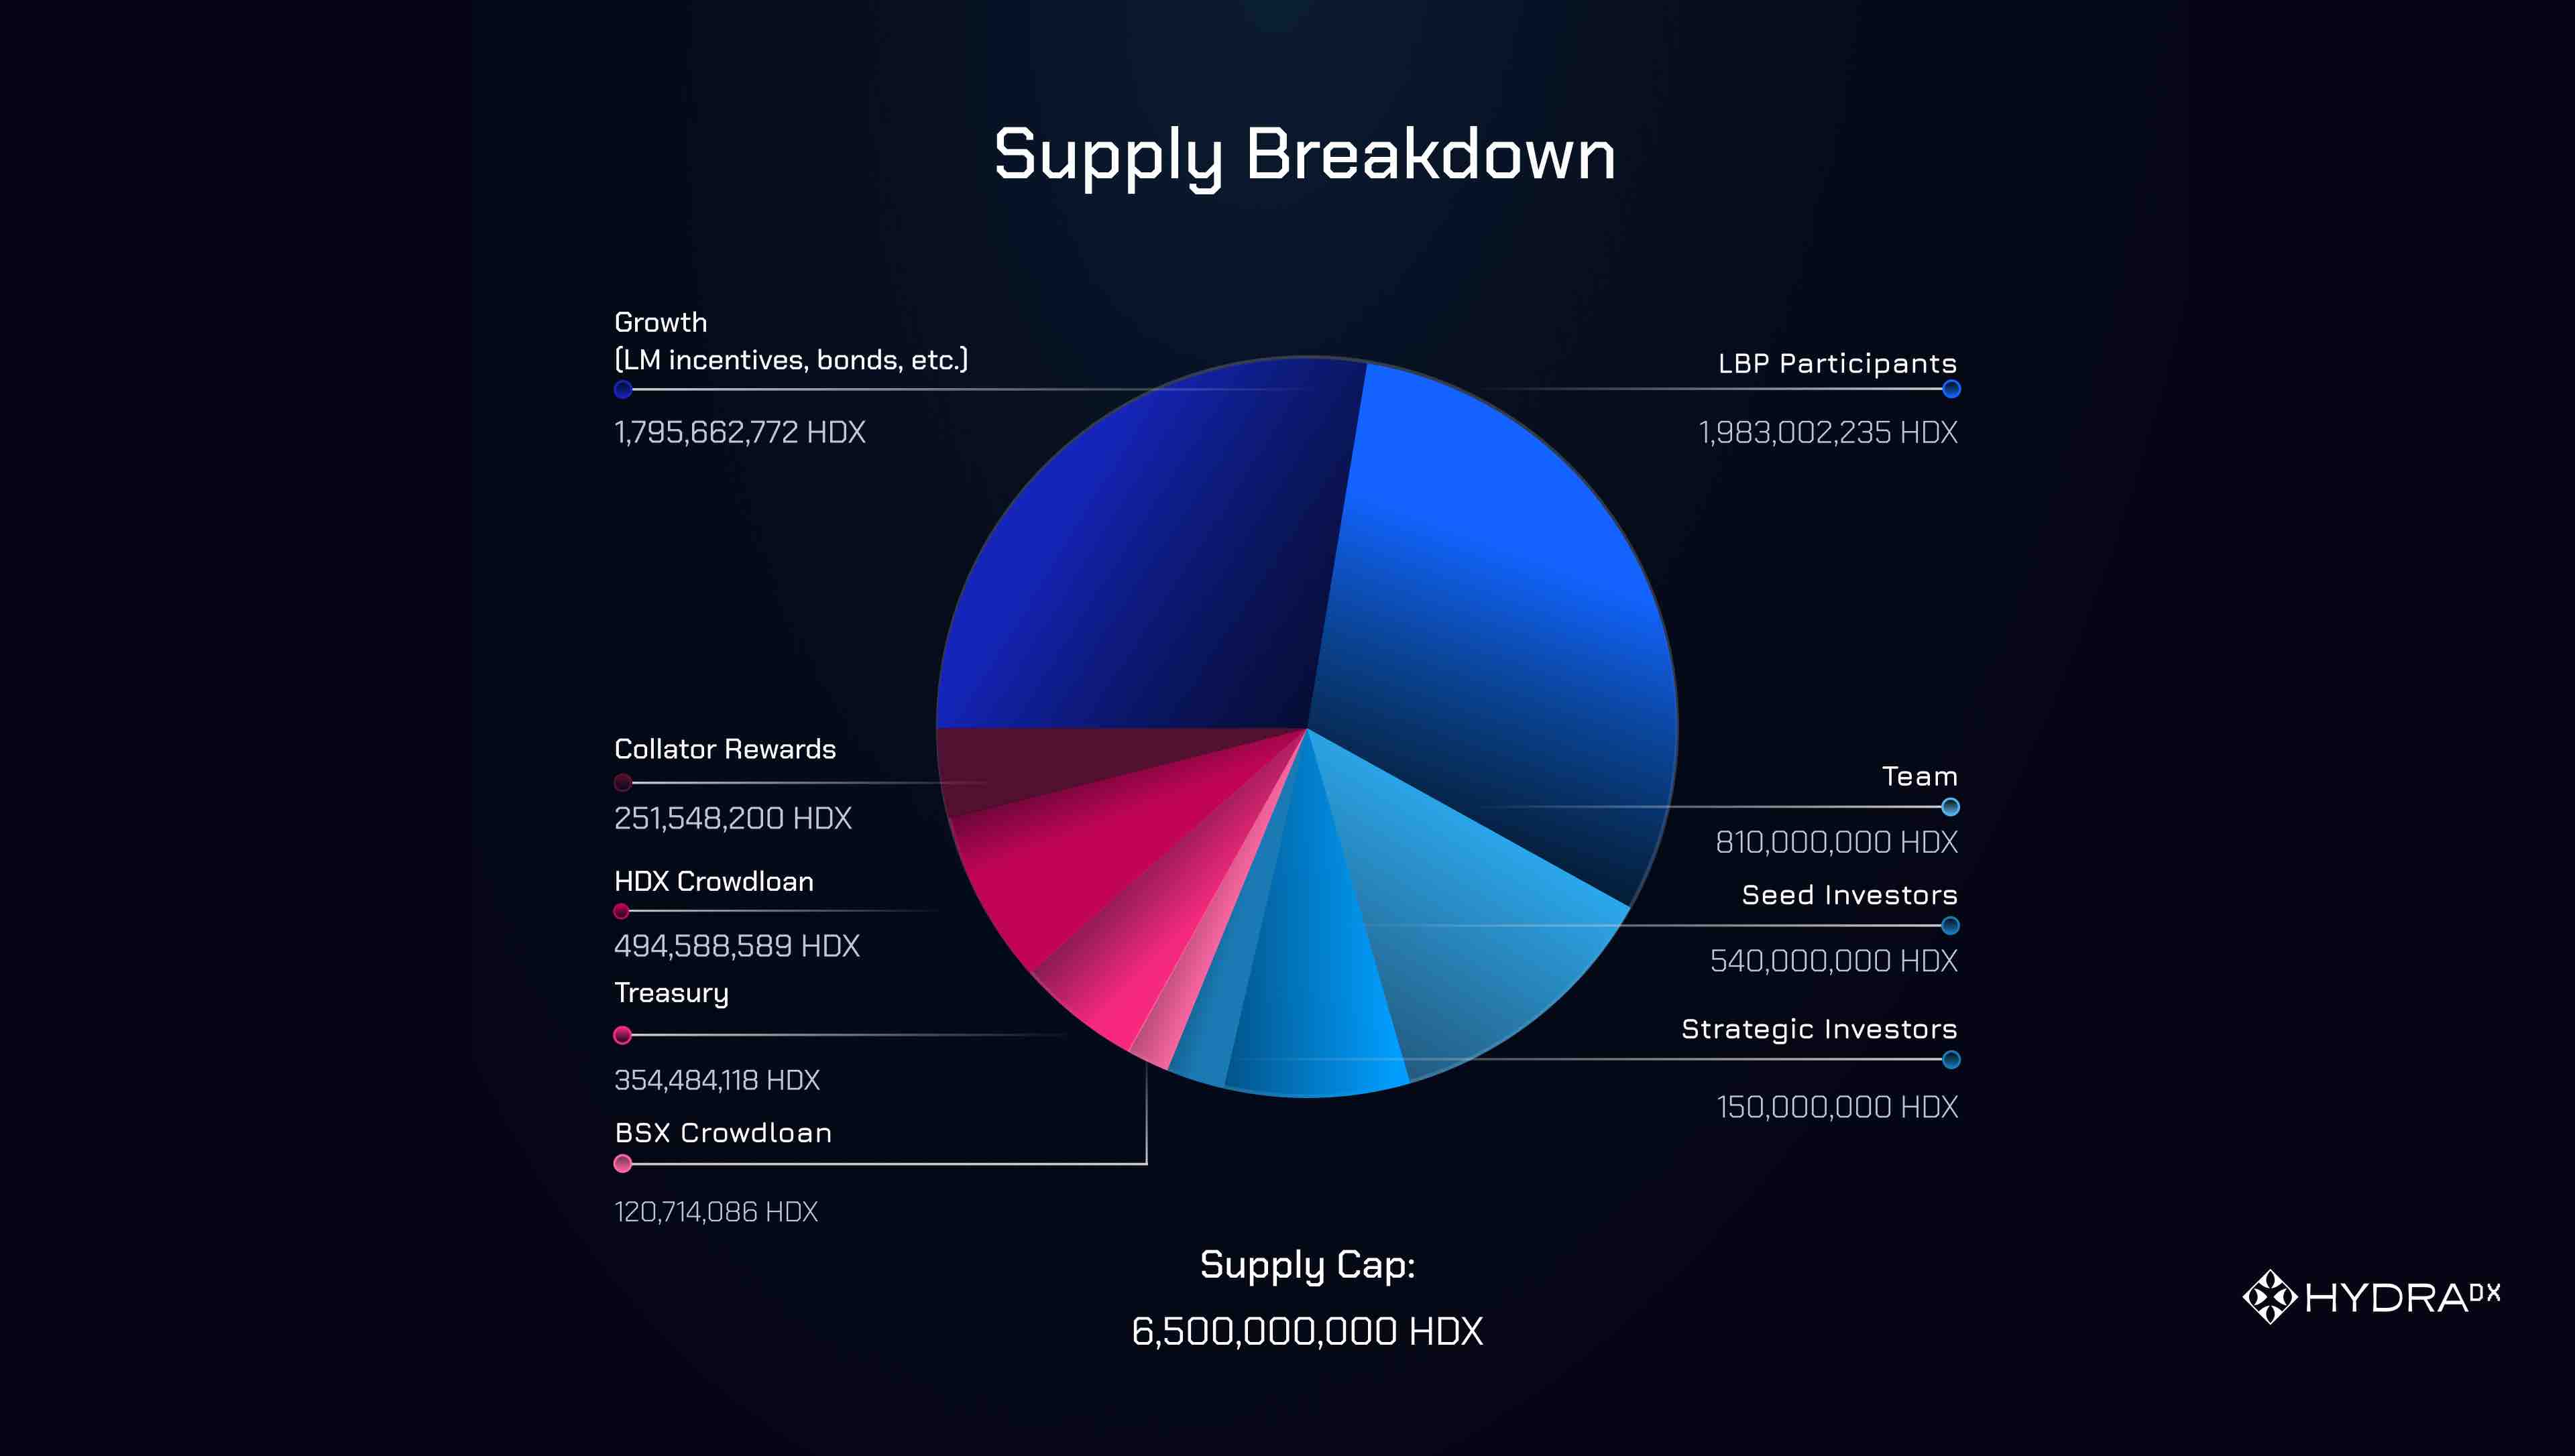 Supply Breakdown
Growth
(LM incentives, bonds, etc.)
1,795,662,772 HDX
LBP Participants
1,983,002,235 HDX
Collator Rewards
251,548,200 HDX
HDX Crowdloan
494,588,589 HDX
Treasury
354,484,118 HDX
BSX Crowdloan
120,714,086 HDX
Team
810,000,000 HDX
Seed Investors
540,000,000 HDX
Strategic Investors
150,000,000 HDX
Supply Cap:
6,500,000,000 HDX
HYDRADX